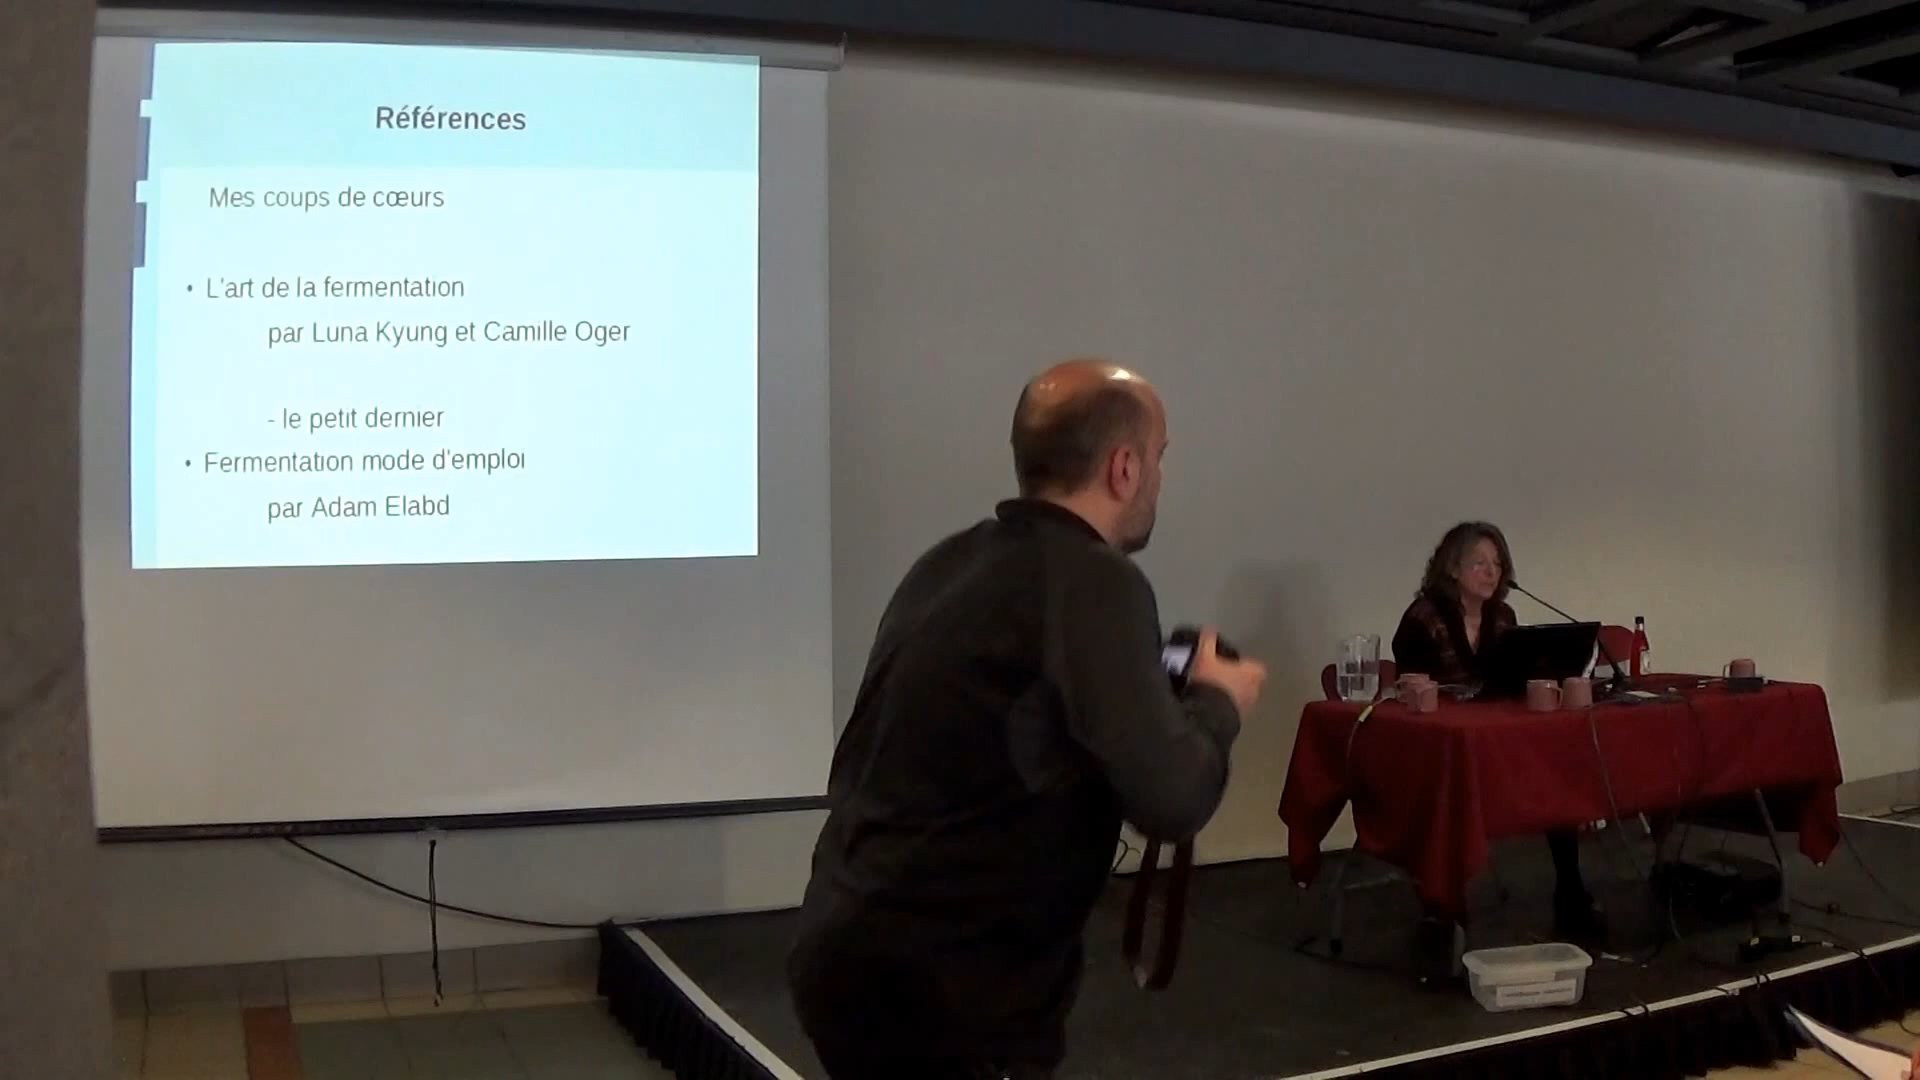 Références
Mes coups de cœurs
• L'art de la fermentation
par Luna Kyung et Camille Oger
- le petit dernier
• Fermentation mode d'emploi
par Adam Elabd